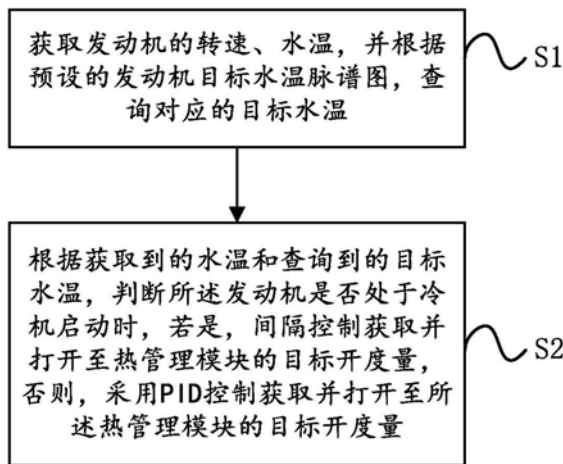 获取发动机的转速、水温，并根据
预设的发动机目标水温脉谱图，查
询对应的目标水温
S1
根据获取到的水温和查询到的目标
水温，判断所述发动机是否处于冷
机启动时，若是，间隔控制获取并
打开至热管理模块的目标开度量，
否则，采用PID控制获取并打开至所
述热管理模块的目标开度量
S2